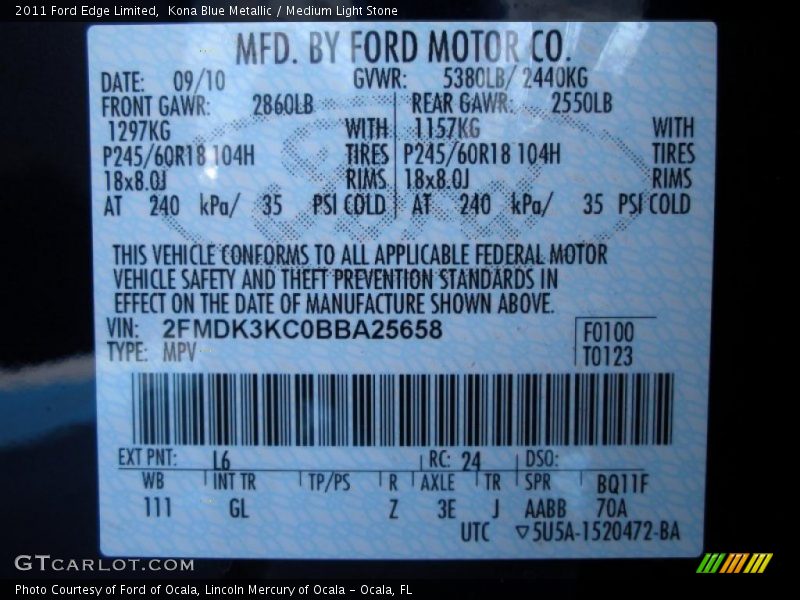 2011 Ford Edge Limited,  Kona Blue Metallic / Medium Light Stone
MFD. BY FORD MOTOR CO.
DATE: 09/10 GVWR: 5380LB/ 2440KG
FRONT GAWR: 2860LB REAR GAWR: 2550LB
1297KG WITH 1157KG WITH
P245/60R18 104H TIRES P245/60R18 104H TIRES
18x8.0J RIMS 18x8.0J RIMS
AT 240 kPa/ 35 PSI COLD AT 240 kPa/ 35 PSI COLD
THIS VEHICLE CONFORMS TO ALL APPLICABLE FEDERAL MOTOR
VEHICLE SAFETY AND THEFT PREVENTION STANDARDS IN
EFFECT ON THE DATE OF MANUFACTURE SHOWN ABOVE.
VIN: 2FMDK3KC0BBA25658 F0100
TYPE: MPV T0123
EXT PNT: L6 RC: 24 DSO:
WB INT TR TP/PS R AXLE TR SPR BQ11F
111 GL Z 3E J AABB 70A
UTC ▽5U5A-1520472-BA
Ford
GTCARLOT.COM
Photo Courtesy of Ford of Ocala, Lincoln Mercury of Ocala – Ocala, FL